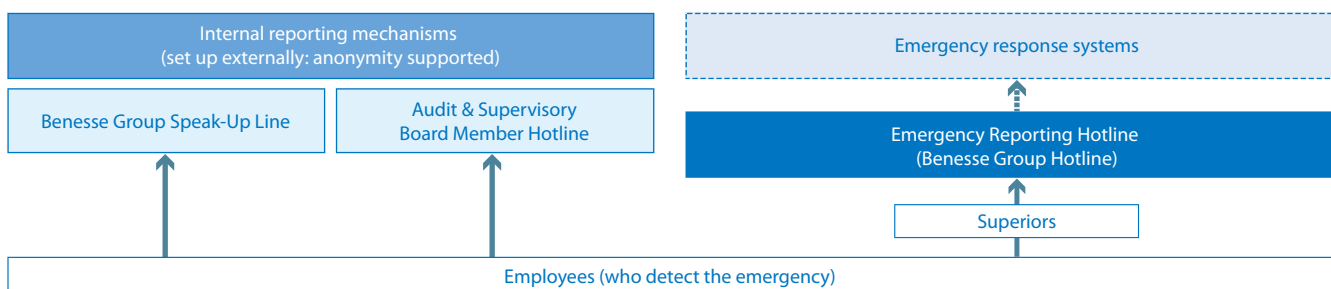 Internal reporting mechanisms
(set up externally: anonymity supported)
Benesse Group Speak-Up Line
Audit & Supervisory
Board Member Hotline
Emergency response systems
Emergency Reporting Hotline
(Benesse Group Hotline)
Superiors
Employees (who detect the emergency)